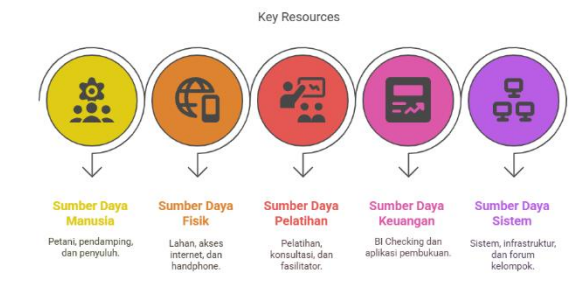 Key Resources
Sumber Daya
Manusia
Petani, pendamping,
dan penyuluh.
Sumber Daya
Fisik
Lahan, akses
internet, dan
handphone.
Sumber Daya
Pelatihan
Pelatihan,
konsultasi, dan
fasilitator.
Sumber Daya
Keuangan
BI Checking dan
aplikasi pembukuan.
Sumber Daya
Sistem
Sistem, infrastruktur,
dan forum
kelompok.